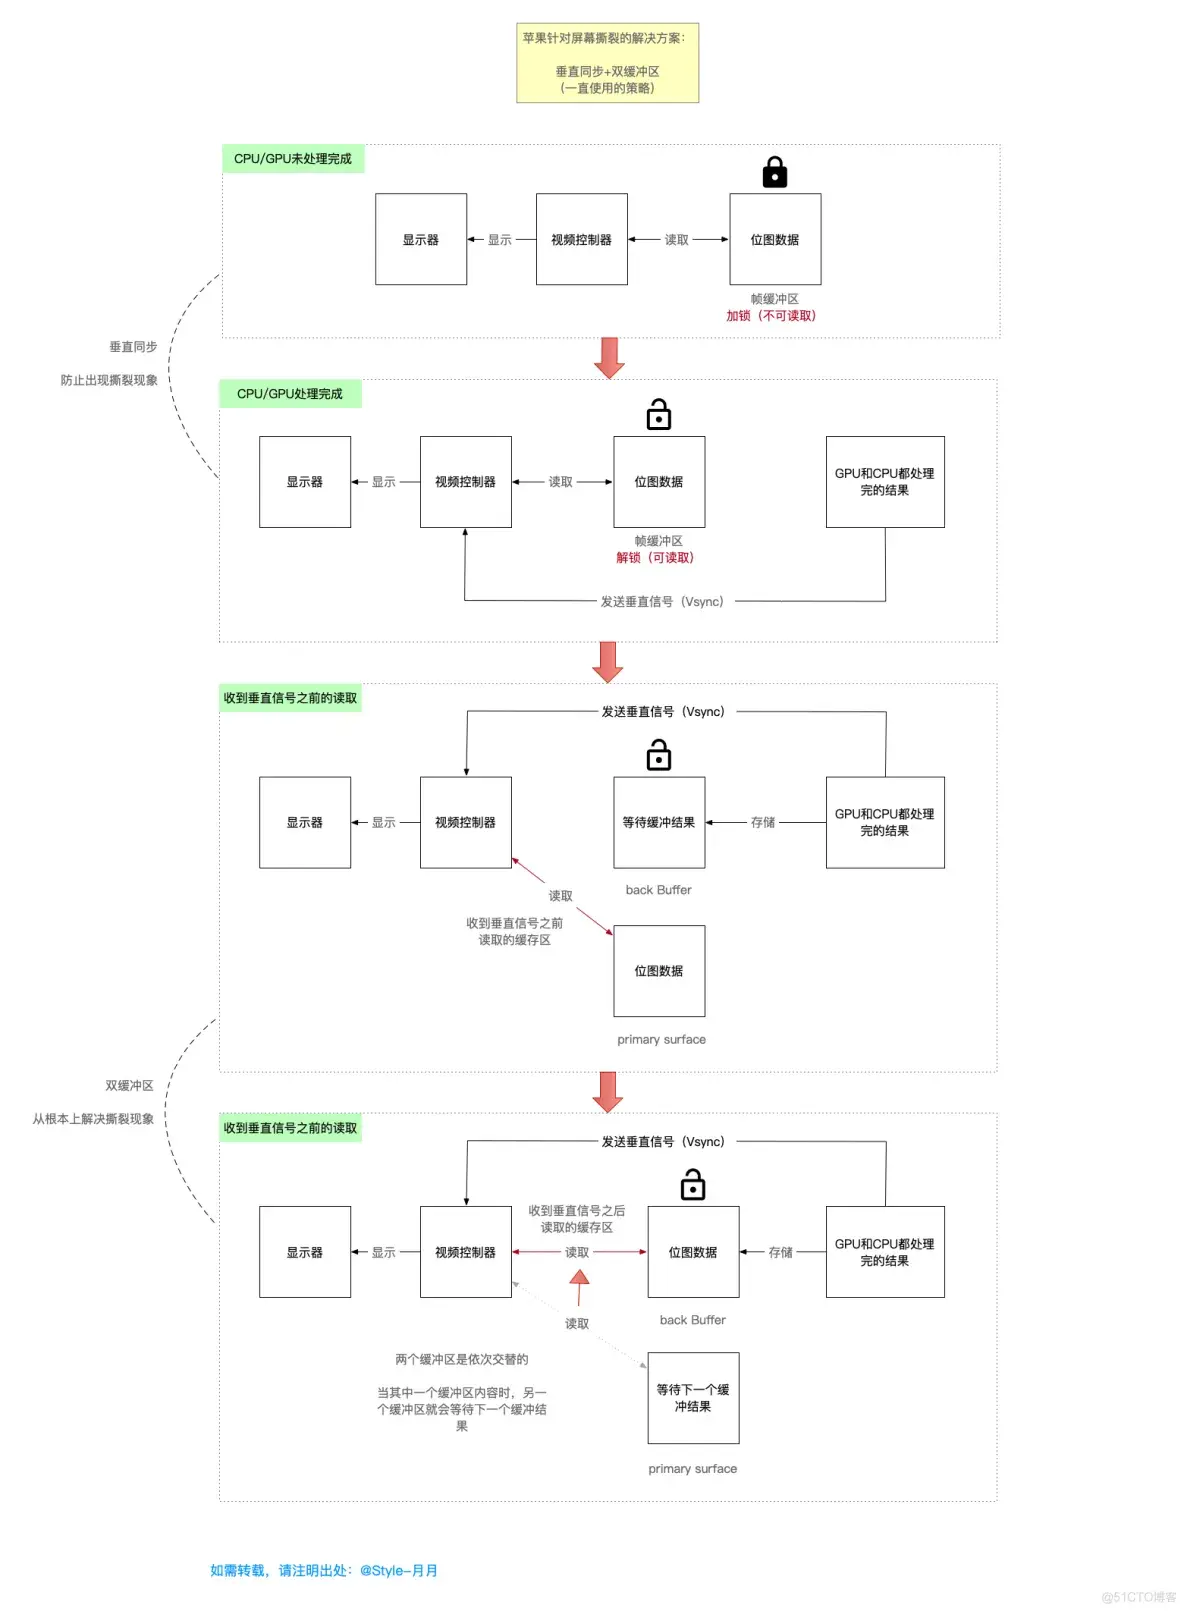 苹果针对屏幕撕裂的解决方案：
垂直同步+双缓冲区
（一直使用的策略）
CPU/GPU未处理完成
显示器
显示
视频控制器
读取
位图数据
帧缓冲区
加锁（不可读取）
垂直同步
防止出现撕裂现象
CPU/GPU处理完成
显示器
显示
视频控制器
读取
位图数据
GPU和CPU都处理
完的结果
帧缓冲区
解锁（可读取）
发送垂直信号（Vsync）
收到垂直信号之前的读取
发送垂直信号（Vsync）
显示器
显示
视频控制器
等待缓冲结果
存储
GPU和CPU都处理
完的结果
back Buffer
读取
收到垂直信号之前
读取的缓存区
位图数据
primary surface
双缓冲区
从根本上解决撕裂现象
收到垂直信号之前的读取
发送垂直信号（Vsync）
收到垂直信号之后
读取的缓存区
显示器
显示
视频控制器
读取
位图数据
存储
GPU和CPU都处理
完的结果
back Buffer
读取
两个缓冲区是依次交替的
当其中一个缓冲区内容时，另一
个缓冲区就会等待下一个缓冲结
果
等待下一个缓
冲结果
primary surface
如需转载，请注明出处：@Style-月月
@51CTO博客